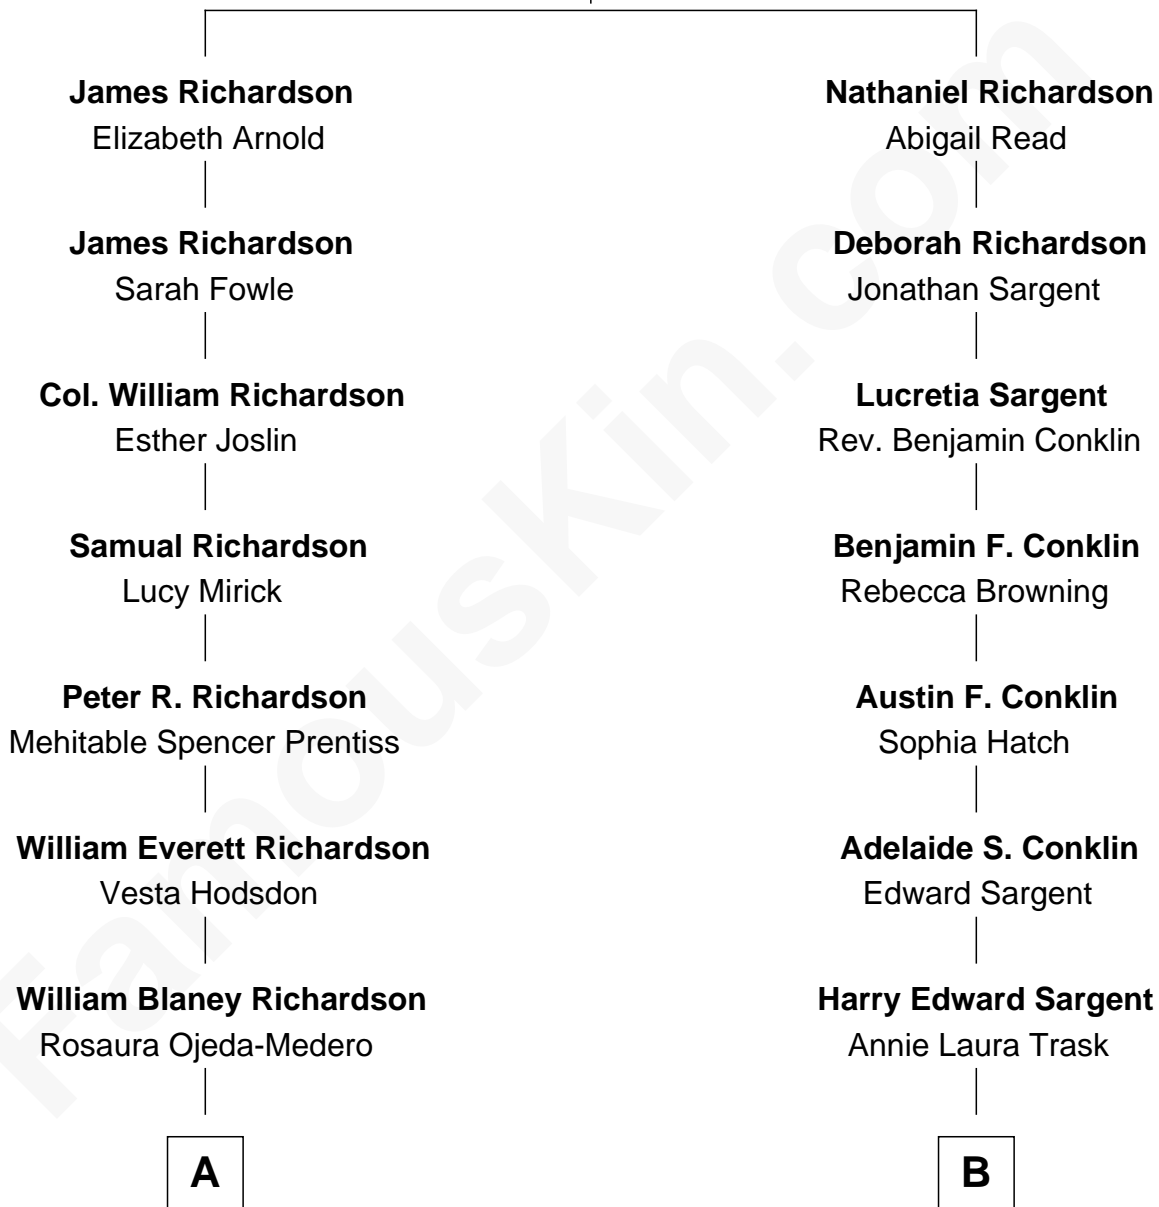 James Richardson
Elizabeth Arnold
James Richardson
Sarah Fowle
Col. William Richardson
Esther Joslin
Samual Richardson
Lucy Mirick
Peter R. Richardson
Mehitable Spencer Prentiss
William Everett Richardson
Vesta Hodsdon
William Blaney Richardson
Rosaura Ojeda-Medero
A
Nathaniel Richardson
Abigail Read
Deborah Richardson
Jonathan Sargent
Lucretia Sargent
Rev. Benjamin Conklin
Benjamin F. Conklin
Rebecca Browning
Austin F. Conklin
Sophia Hatch
Adelaide S. Conklin
Edward Sargent
Harry Edward Sargent
Annie Laura Trask
B
FamousKin.com